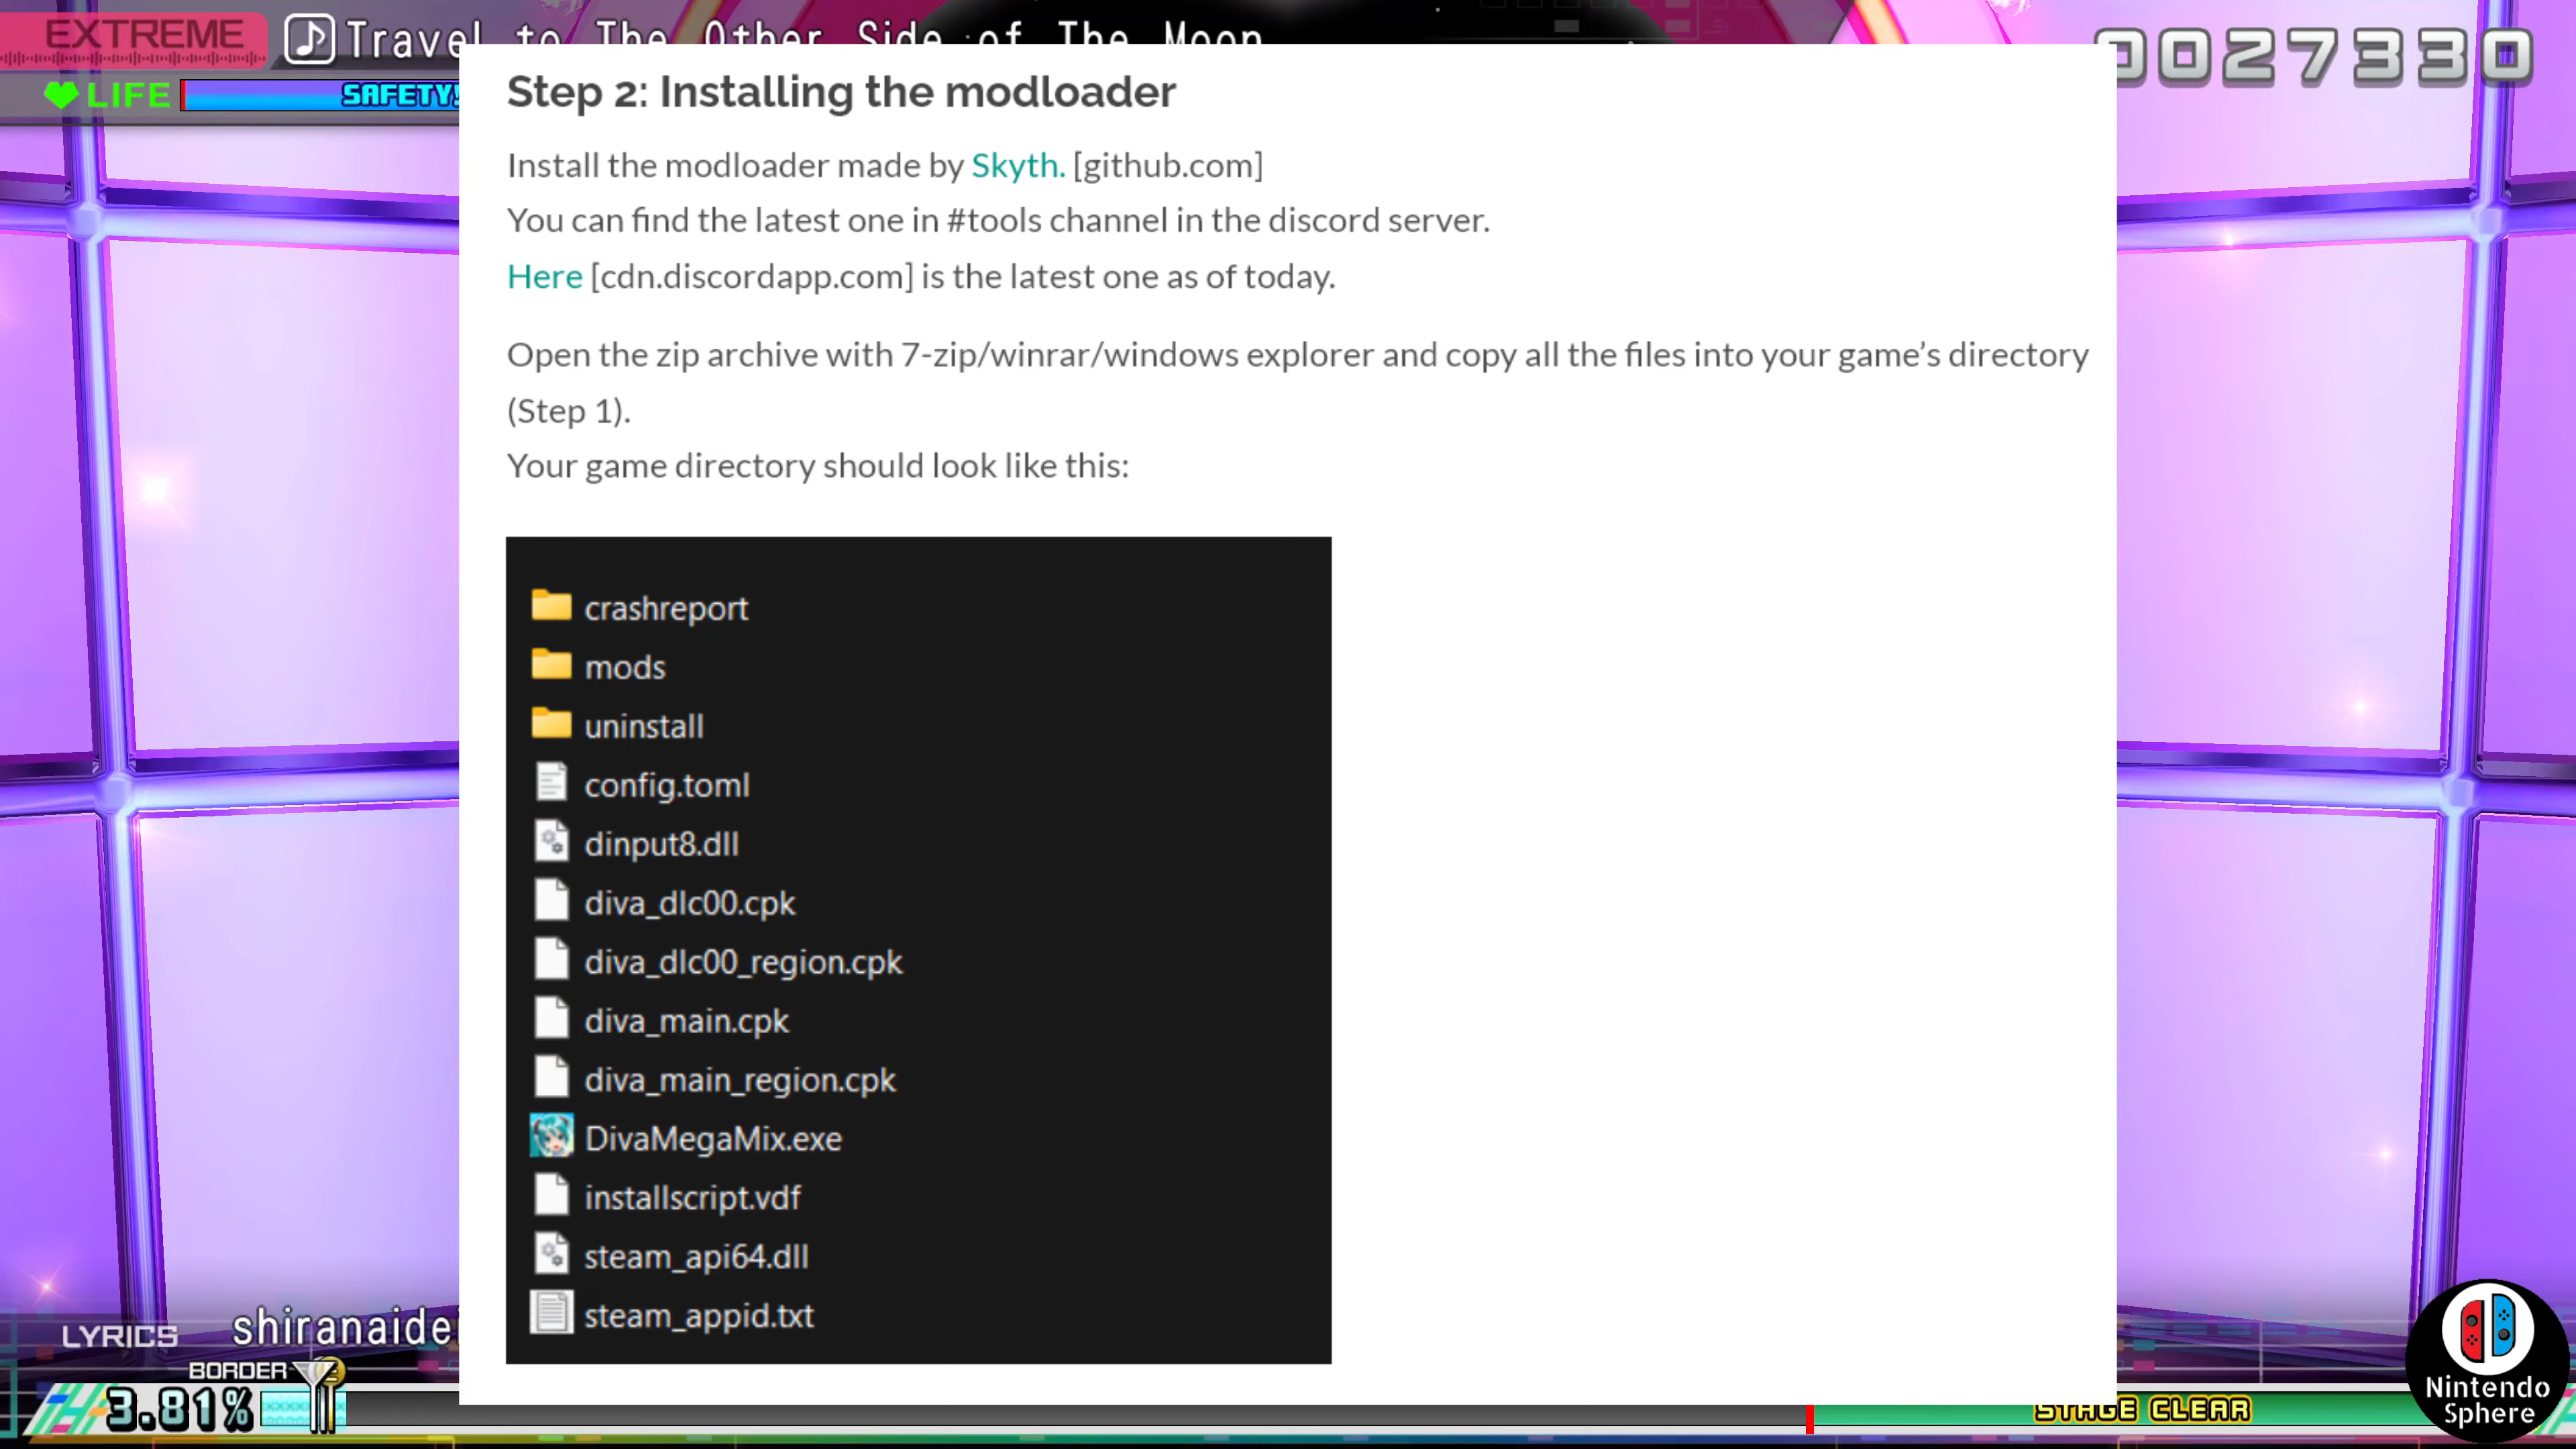 EXTREME
Travel to The Other Side of The Moon
0027330
LIFE
SAFETY!
Step 2: Installing the modloader
Install the modloader made by Skyth. [github.com]
You can find the latest one in #tools channel in the discord server.
Here [cdn.discordapp.com] is the latest one as of today.
Open the zip archive with 7-zip/winrar/windows explorer and copy all the files into your game’s directory
(Step 1).
Your game directory should look like this:
crashreport
mods
uninstall
config.toml
dinput8.dll
diva_dlc00.cpk
diva_dlc00_region.cpk
diva_main.cpk
diva_main_region.cpk
DivaMegaMix.exe
installscript.vdf
steam_api64.dll
steam_appid.txt
LYRICS
shiranaide
BORDER
3.81%
STAGE CLEAR
Nintendo
Sphere